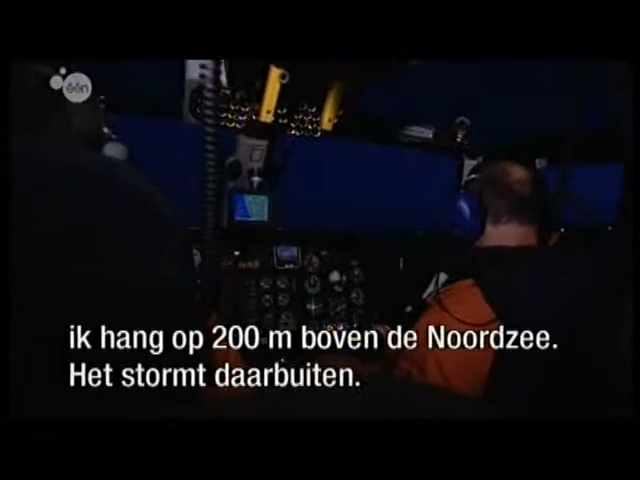 één
ik hang op 200 m boven de Noordzee.
Het stormt daarbuiten.